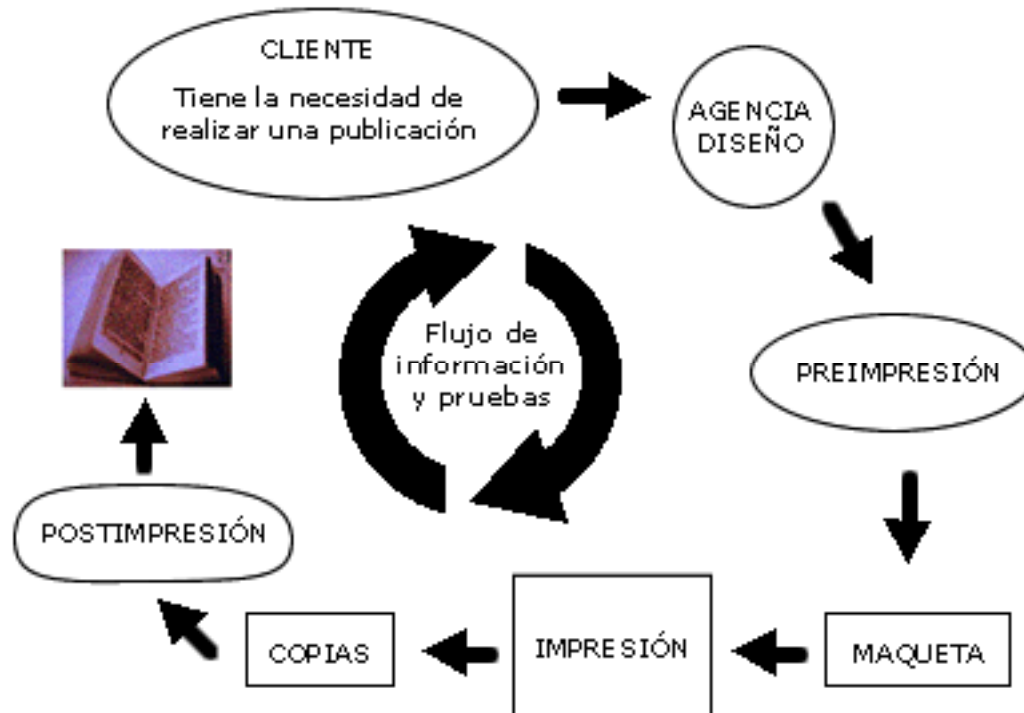 CLIENTE
Tiene la necesidad de
realizar una publicación
AGENCIA
DISEÑO
Flujo de
información
y pruebas
PREIMPRESIÓN
POSTIMPRESIÓN
COPIAS
IMPRESIÓN
MAQUETA